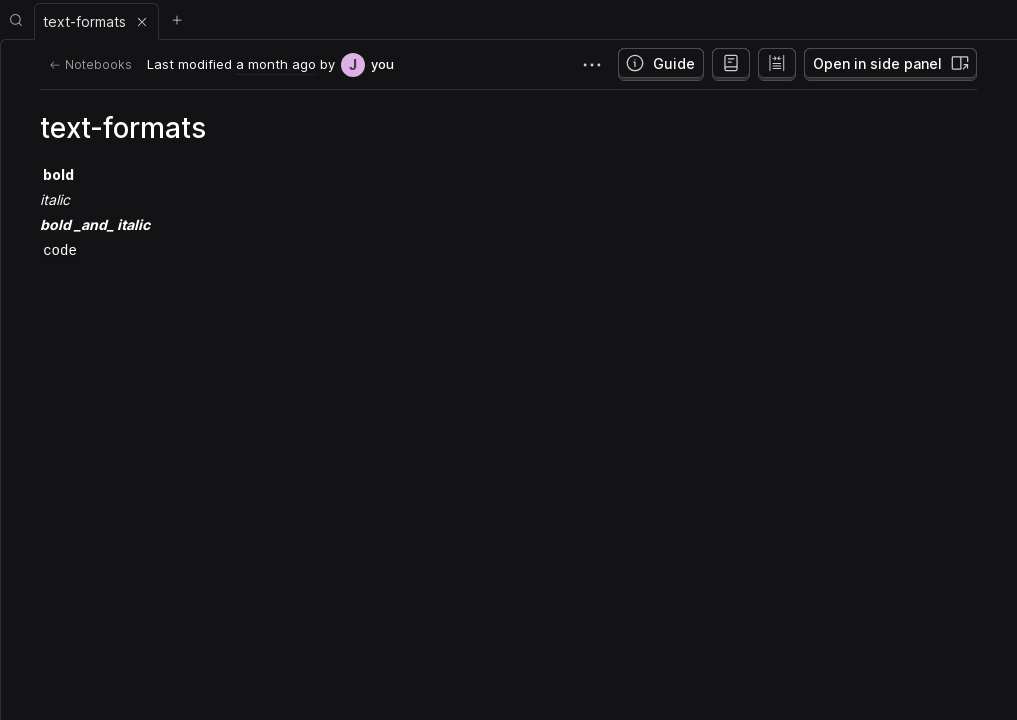 text-formats
Notebooks Last modified a month ago by J you Guide Open in side panel
text-formats
bold
italic
bold _and_ italic
code